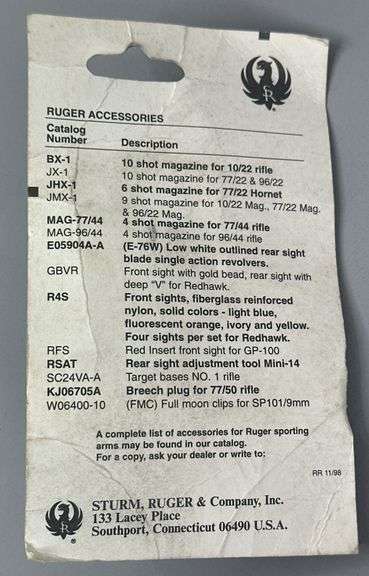 RUGER ACCESSORIES
Catalog
Number Description
BX-1 10 shot magazine for 10/22 rifle
JX-1 10 shot magazine for 77/22 & 96/22
JHX-1 6 shot magazine for 77/22 Hornet
JMX-1 9 shot magazine for 10/22 Mag., 77/22 Mag.
& 96/22 Mag.
MAG-77/44 4 shot magazine for 77/44 rifle
MAG-96/44 4 shot magazine for 96/44 rifle
E05904A-A (E-76W) Low white outlined rear sight
blade single action revolvers.
GBVR Front sight with gold bead, rear sight with
deep "V" for Redhawk.
R4S Front sights, fiberglass reinforced
nylon, solid colors - light blue,
fluorescent orange, ivory and yellow.
Four sights per set for Redhawk.
RFS Red Insert front sight for GP-100
RSAT Rear sight adjustment tool Mini-14
SC24VA-A Target bases NO. 1 rifle
KJ06705A Breech plug for 77/50 rifle
W06400-10 (FMC) Full moon clips for SP101/9mm
A complete list of accessories for Ruger sporting
arms may be found in our catalog.
For a copy, ask your dealer or write to:
RR 11/98
STURM, RUGER & Company, Inc.
133 Lacey Place
Southport, Connecticut 06490 U.S.A.